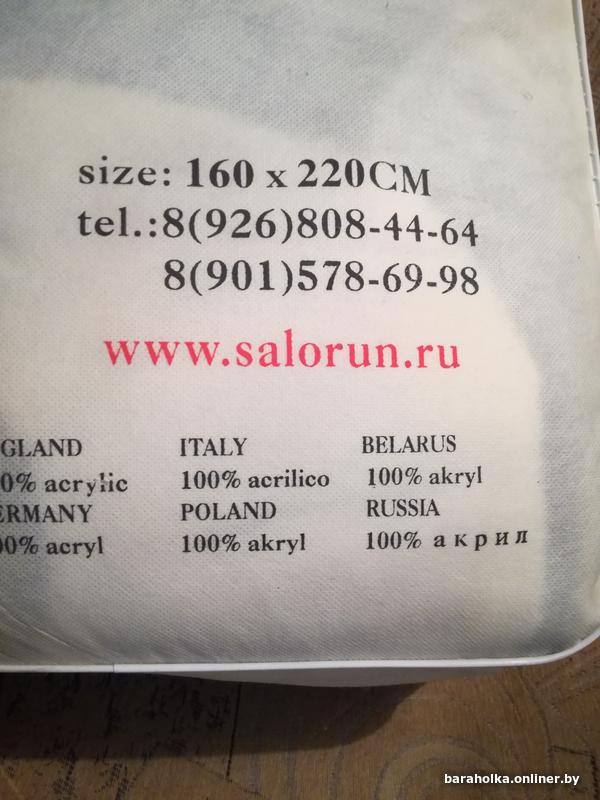 size: 160 x 220CM
tel.:8(926)808-44-64
8(901)578-69-98
www.salorun.ru
GLAND ITALY BELARUS
0% acrylic 100% acrilico 100% akryl
ERMANY POLAND RUSSIA
00% acryl 100% akryl 100% акрил
baraholka.onliner.by